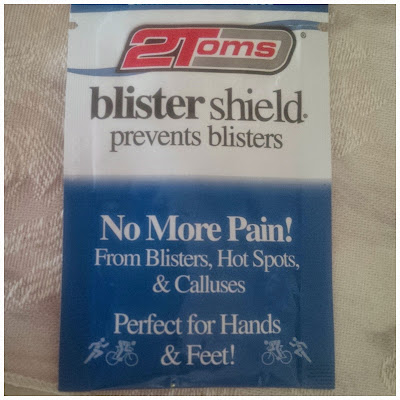 2Toms®
blister shield®
prevents blisters
No More Pain!
From Blisters, Hot Spots,
& Calluses
Perfect for Hands
& Feet!